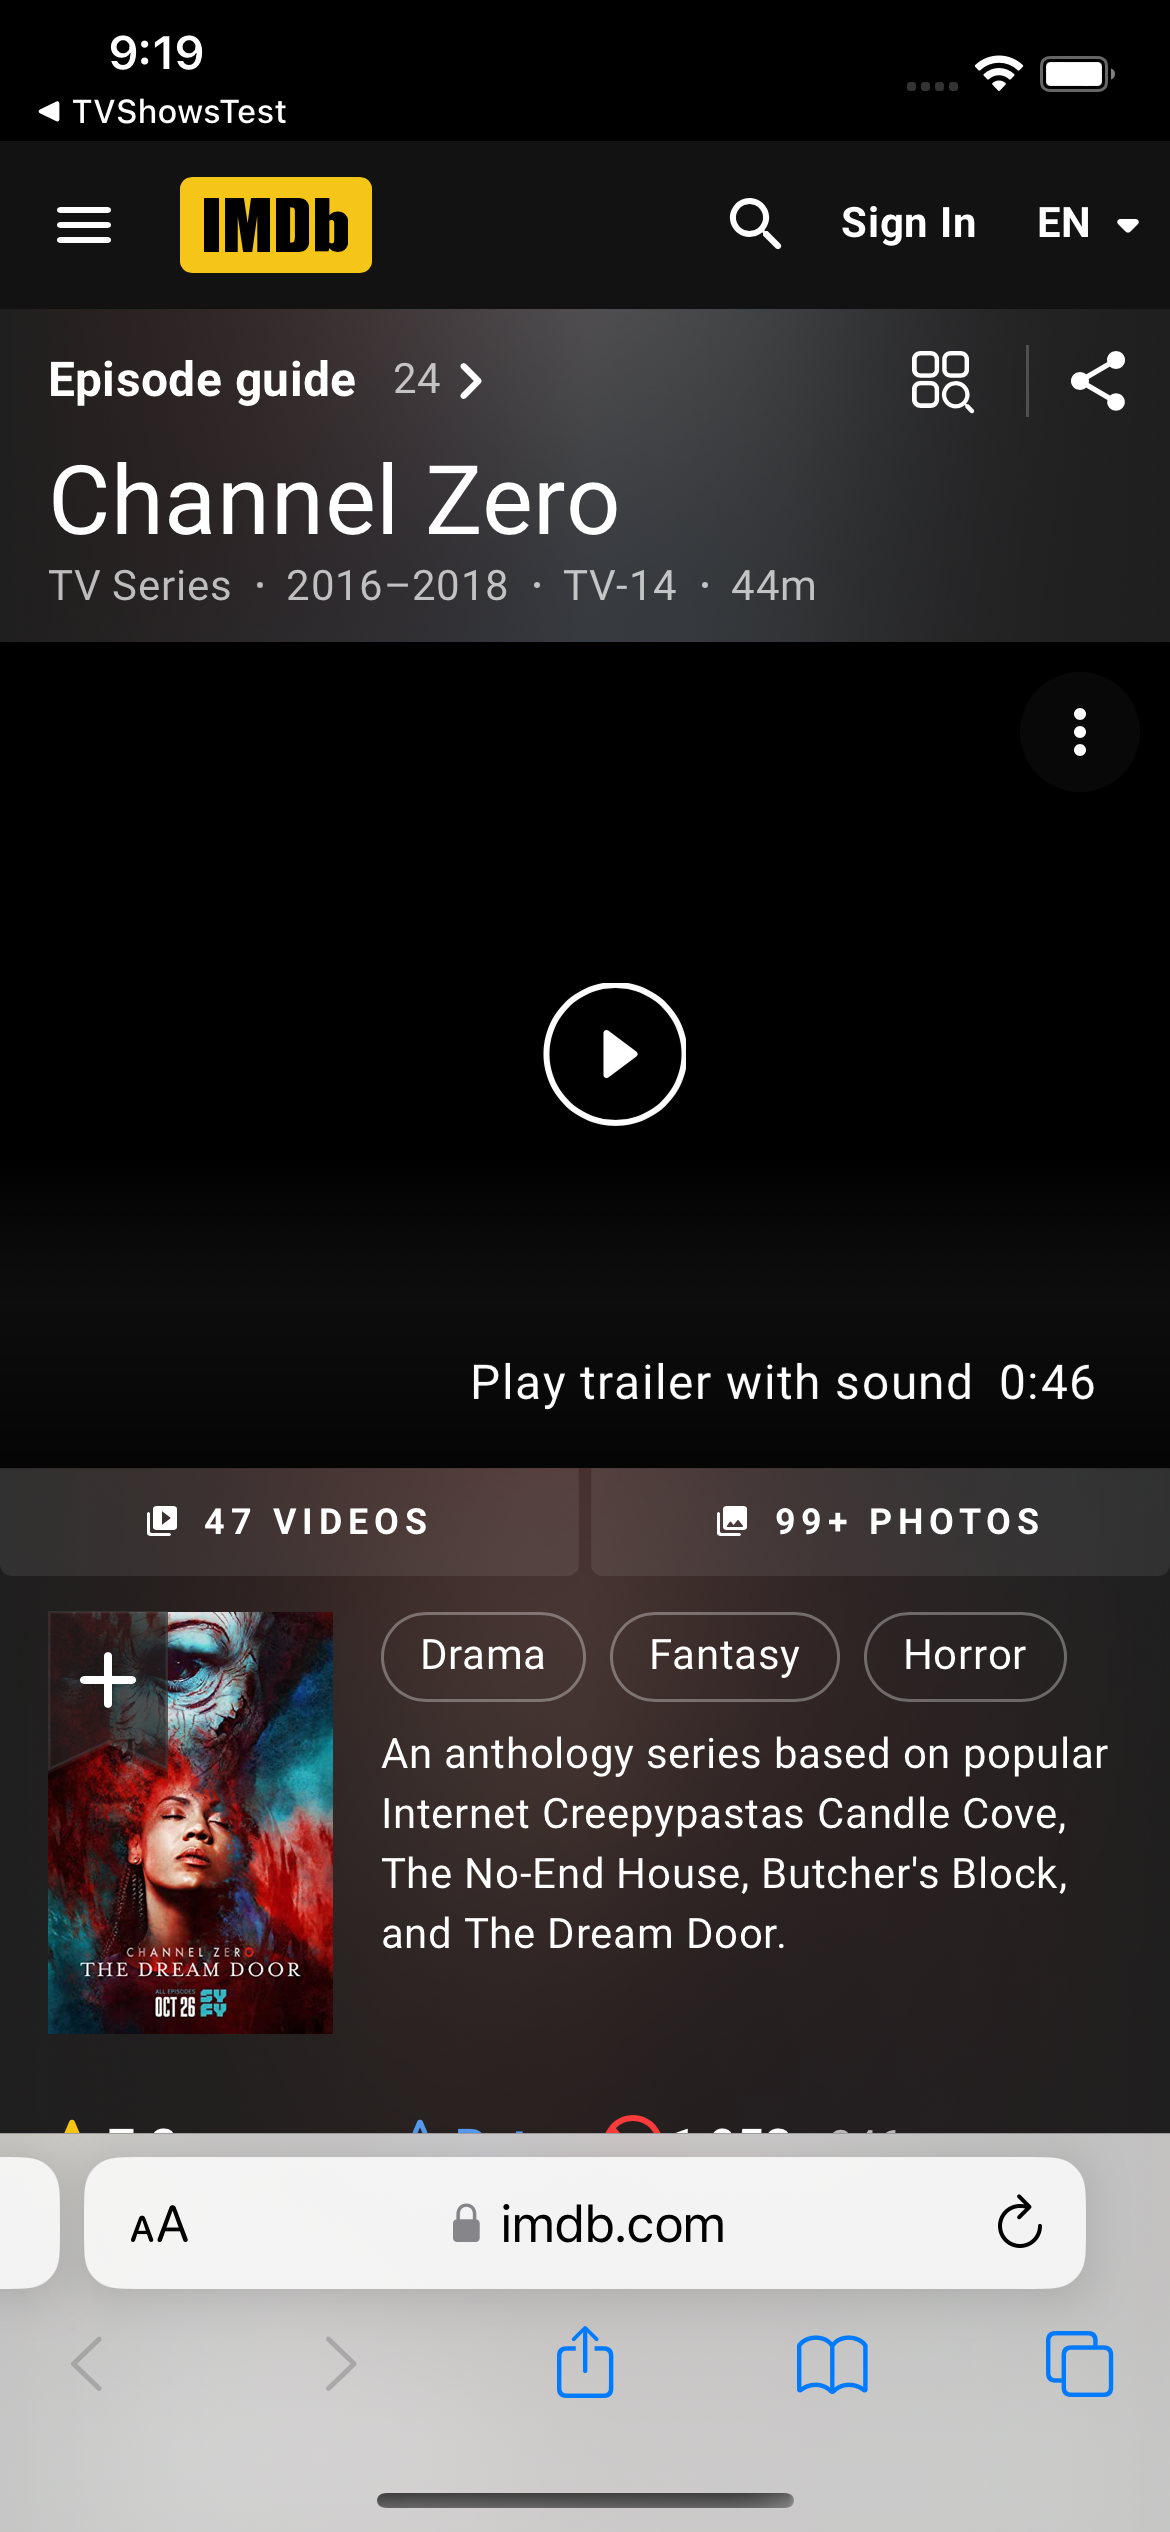 9:19
TVShowsTest
IMDb
Sign In
EN
Episode guide 24
Channel Zero
TV Series · 2016–2018 · TV-14 · 44m
Play trailer with sound 0:46
47 VIDEOS
99+ PHOTOS
Drama
Fantasy
Horror
An anthology series based on popular
Internet Creepypastas Candle Cove,
The No-End House, Butcher's Block,
and The Dream Door.
CHANNEL ZERO
THE DREAM DOOR
ALL EPISODES
OCT 26
SYFY
AA
imdb.com